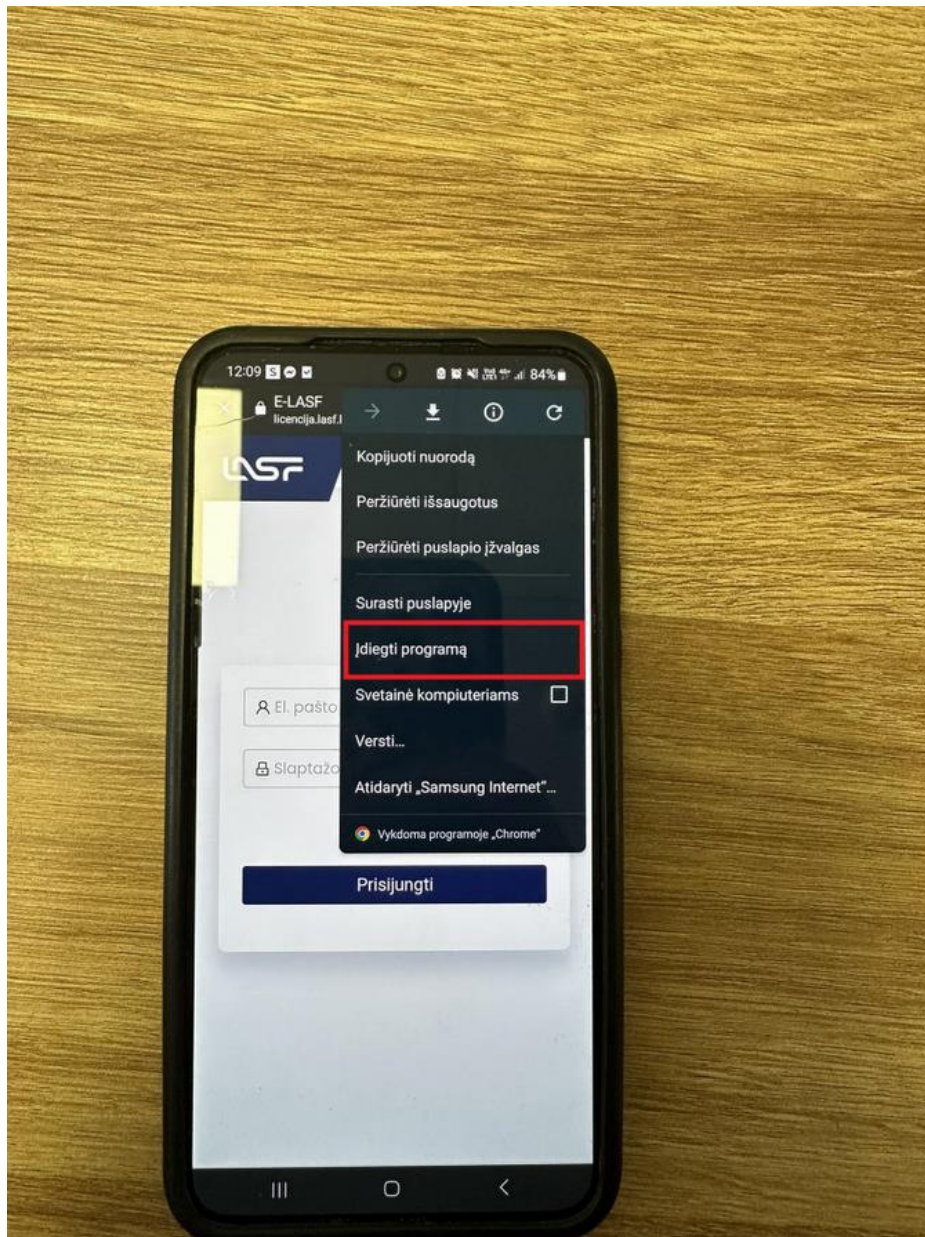 12:09 S 84%
E-LASF
licencija.lasf.l
LASF
Kopijuoti nuorodą
Peržiūrėti išsaugotus
Peržiūrėti puslapio įžvalgas
Surasti puslapyje
Įdiegti programą
Svetainė kompiuteriams
El. pašto
Versti...
Slaptažo
Atidaryti „Samsung Internet“...
Vykdoma programoje „Chrome“
Prisijungti